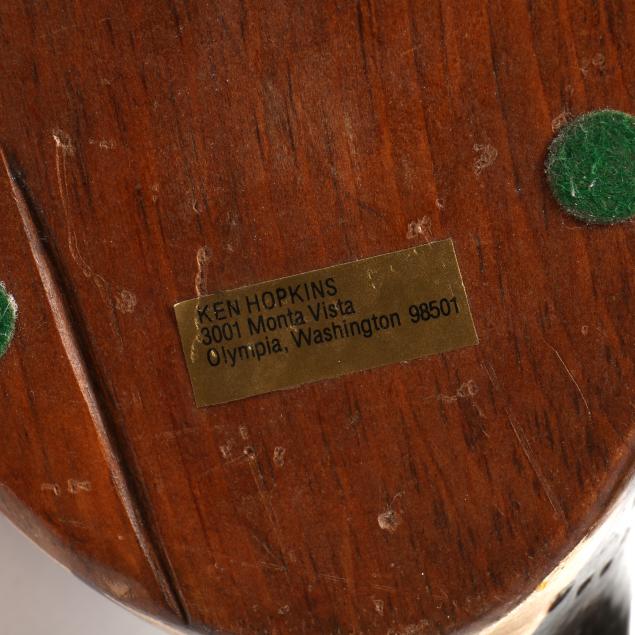 KEN HOPKINS
3001 Monta Vista
Olympia, Washington 98501